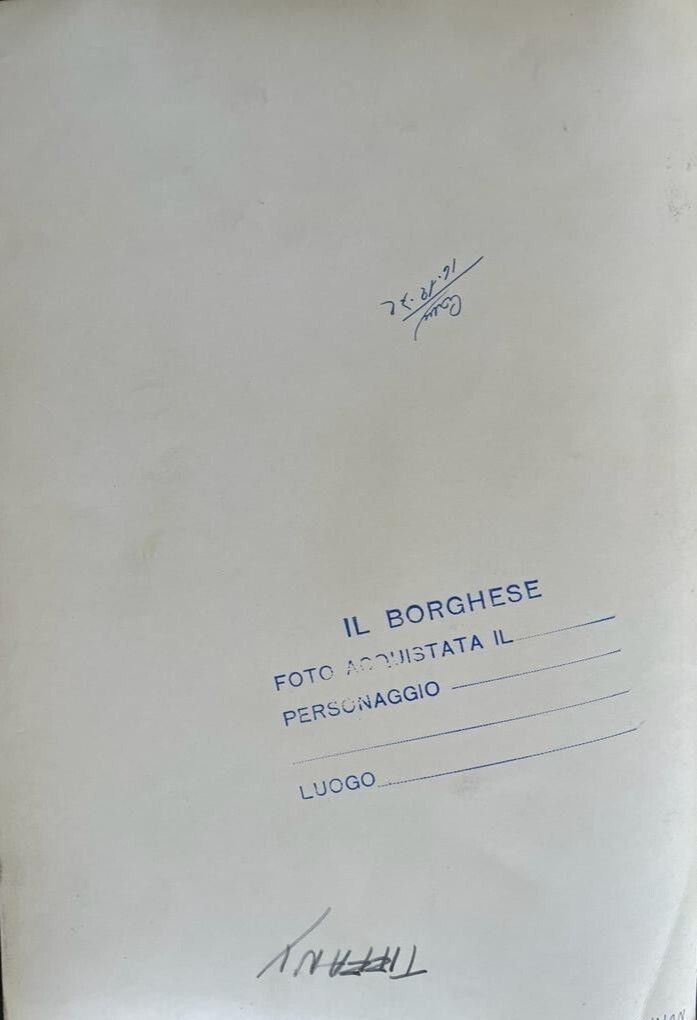 IL BORGHESE
FOTO ACQUISTATA IL
PERSONAGGIO
LUOGO
TIFFANY